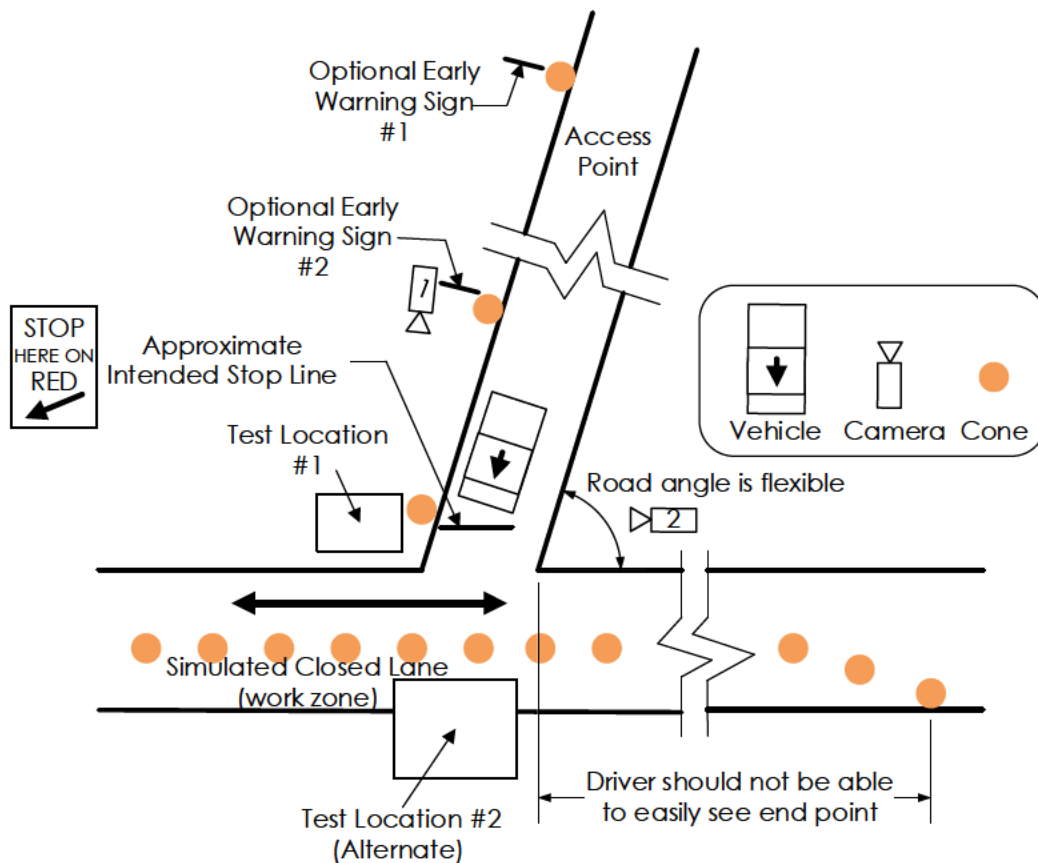 Optional Early
Warning Sign
#1
Access
Point
Optional Early
Warning Sign
#2
1
STOP
HERE ON
RED
Approximate
Intended Stop Line
Vehicle
Camera
Cone
Test Location
#1
Road angle is flexible
2
Simulated Closed Lane
(work zone)
Driver should not be able
to easily see end point
Test Location #2
(Alternate)